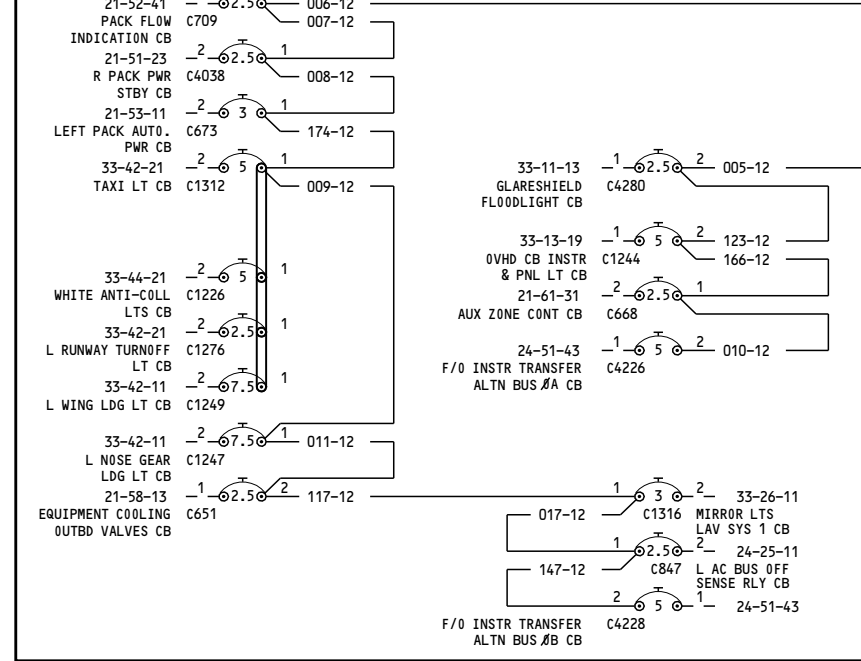 21-52-41 2.5 006-12
PACK FLOW C709 007-12
INDICATION CB
21-51-23 2 2.5 1
R PACK PWR C4038 008-12
STBY CB
21-53-11 2 3 1
LEFT PACK AUTO. C673 174-12
PWR CB
33-42-21 2 5 1
TAXI LT CB C1312 009-12
33-44-21 2 5 1
WHITE ANTI-COLL C1226
LTS CB
33-42-21 2 2.5 1
L RUNWAY TURNOFF C1276
LT CB
33-42-11 2 7.5 1
L WING LDG LT CB C1249
33-42-11 2 7.5 1 011-12
L NOSE GEAR C1247
LDG LT CB
21-58-13 1 2.5 2 117-12
EQUIPMENT COOLING C651
OUTBD VALVES CB
33-11-13 1 2.5 2 005-12
GLARESHIELD C4280
FLOODLIGHT CB
33-13-19 1 5 2 123-12
OVHD CB INSTR C1244 166-12
& PNL LT CB
21-61-31 2 2.5 1
AUX ZONE CONT CB C668
24-51-43 1 5 2 010-12
F/O INSTR TRANSFER C4226
ALTN BUS ØA CB
1 3 2 33-26-11
017-12 C1316 MIRROR LTS
LAV SYS 1 CB
1 2.5 2 24-25-11
147-12 C847 L AC BUS OFF
SENSE RLY CB
2 5 1 24-51-43
F/O INSTR TRANSFER C4228
ALTN BUS ØB CB